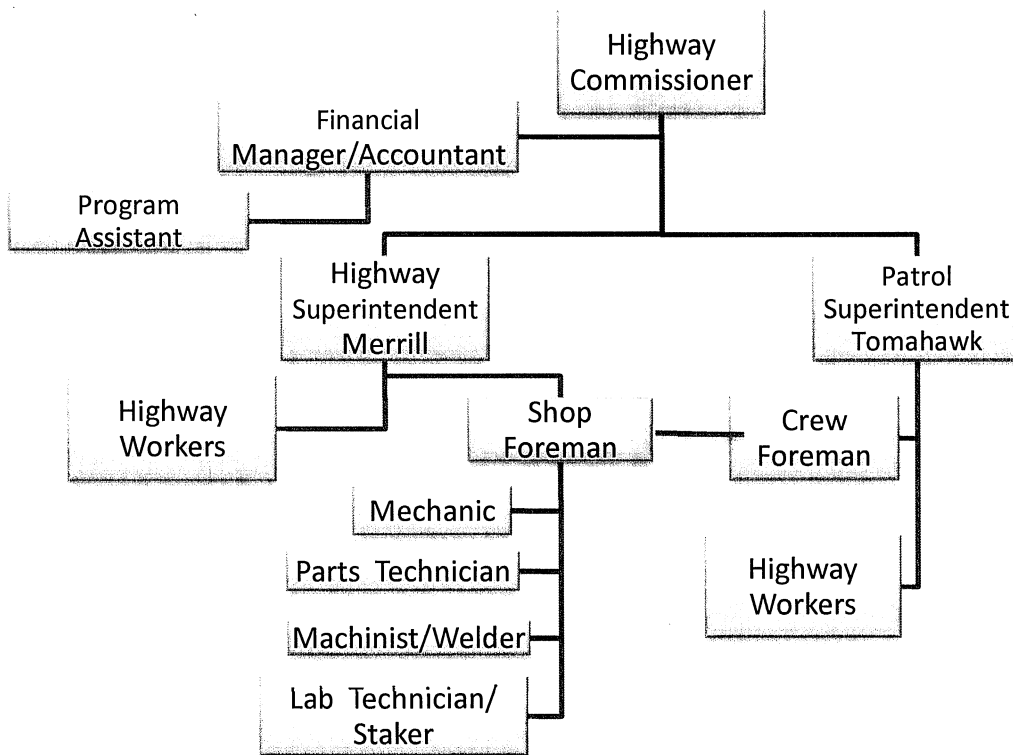 Highway
Commissioner
Financial
Manager/Accountant
Program
Assistant
Highway
Superintendent
Merrill
Patrol
Superintendent
Tomahawk
Highway
Workers
Shop
Foreman
Crew
Foreman
Mechanic
Parts Technician
Machinist/Welder
Lab Technician/
Staker
Highway
Workers